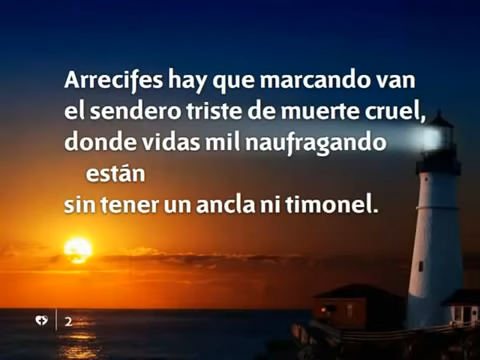 Arrecifes hay que marcando van
el sendero triste de muerte cruel,
donde vidas mil naufragando
están
sin tener un ancla ni timonel.
2